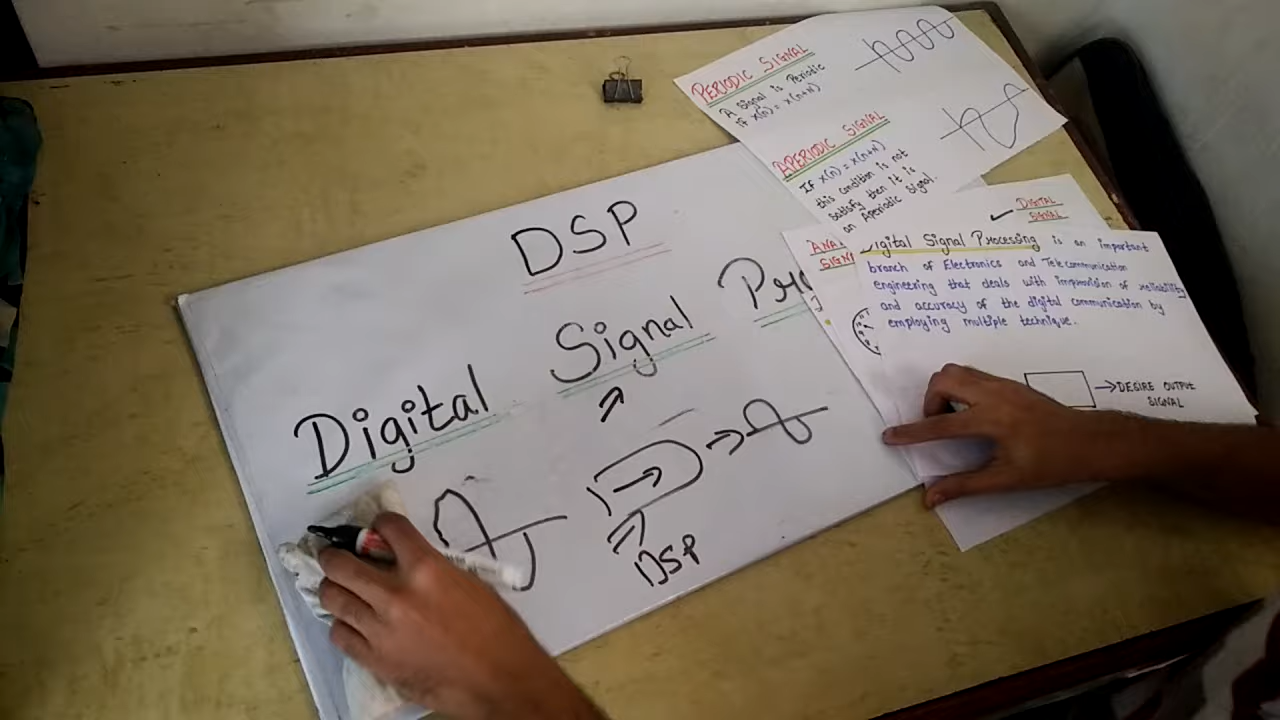 DSP
Digital Signal
DSP
PERIODIC SIGNAL
A Signal is Periodic
If x(n) = x(n+N)
APERIODIC SIGNAL
If x(n) = x(n+N)
this condition is not
satisfy then it is
an Aperiodic Signal.
DIGITAL
SIGNAL
Digital Signal Processing is an important
branch of Electronics and Telecommunication
engineering that deals with improvision of reliability
and accuracy of the digital communication by
employing multiple technique.
DESIRE OUTPUT
SIGNAL